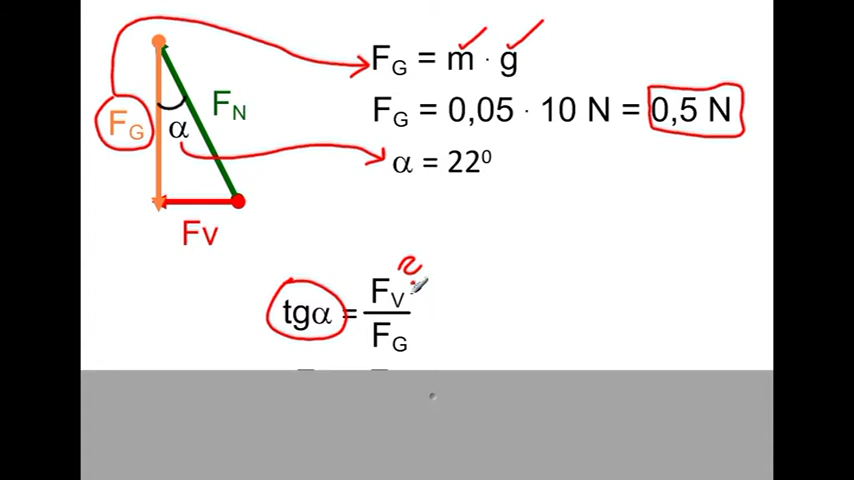 F_G = m · g
F_G = 0,05 · 10 N = 0,5 N
α = 22⁰
F_G
α
F_N
Fv
tgα = F_V / F_G
?